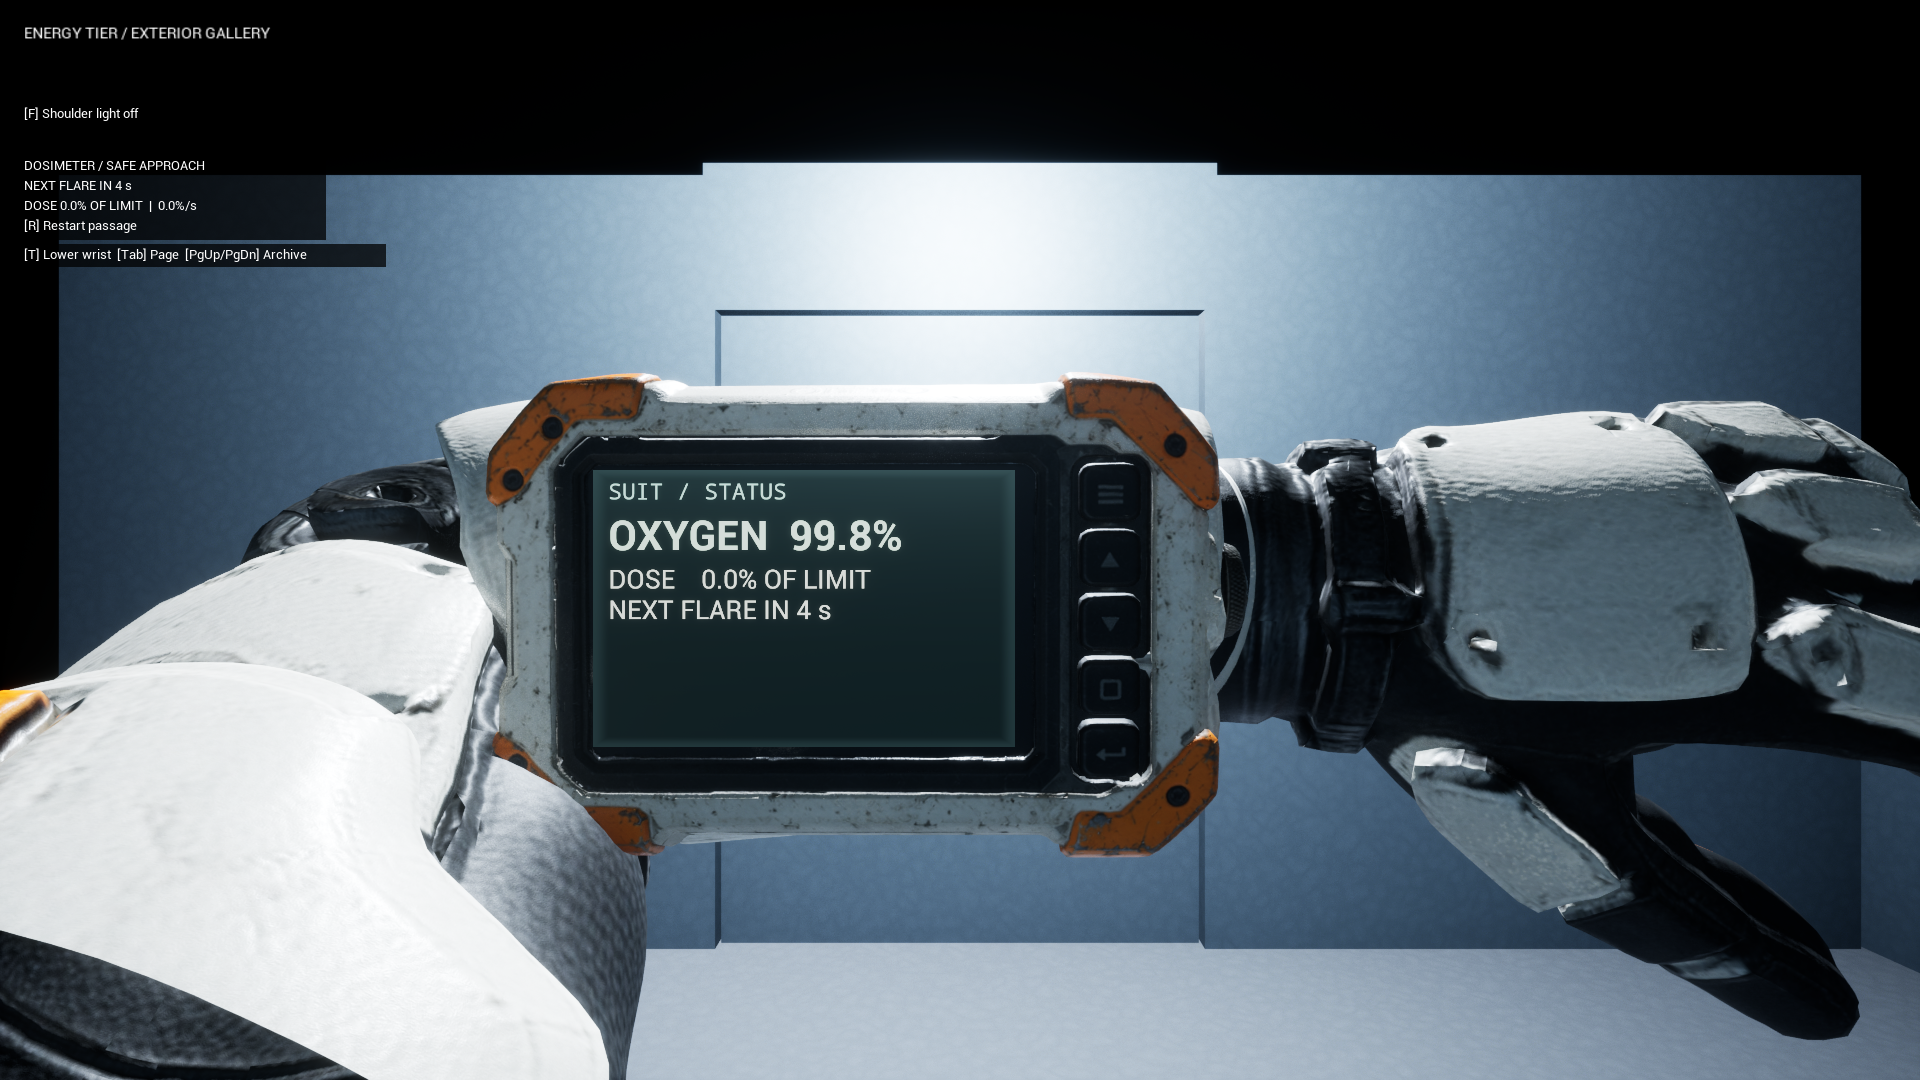 ENERGY TIER / EXTERIOR GALLERY
[F] Shoulder light off
DOSIMETER / SAFE APPROACH
NEXT FLARE IN 4 s
DOSE 0.0% OF LIMIT | 0.0%/s
[R] Restart passage
[T] Lower wrist [Tab] Page [PgUp/PgDn] Archive
SUIT / STATUS
OXYGEN 99.8%
DOSE 0.0% OF LIMIT
NEXT FLARE IN 4 s